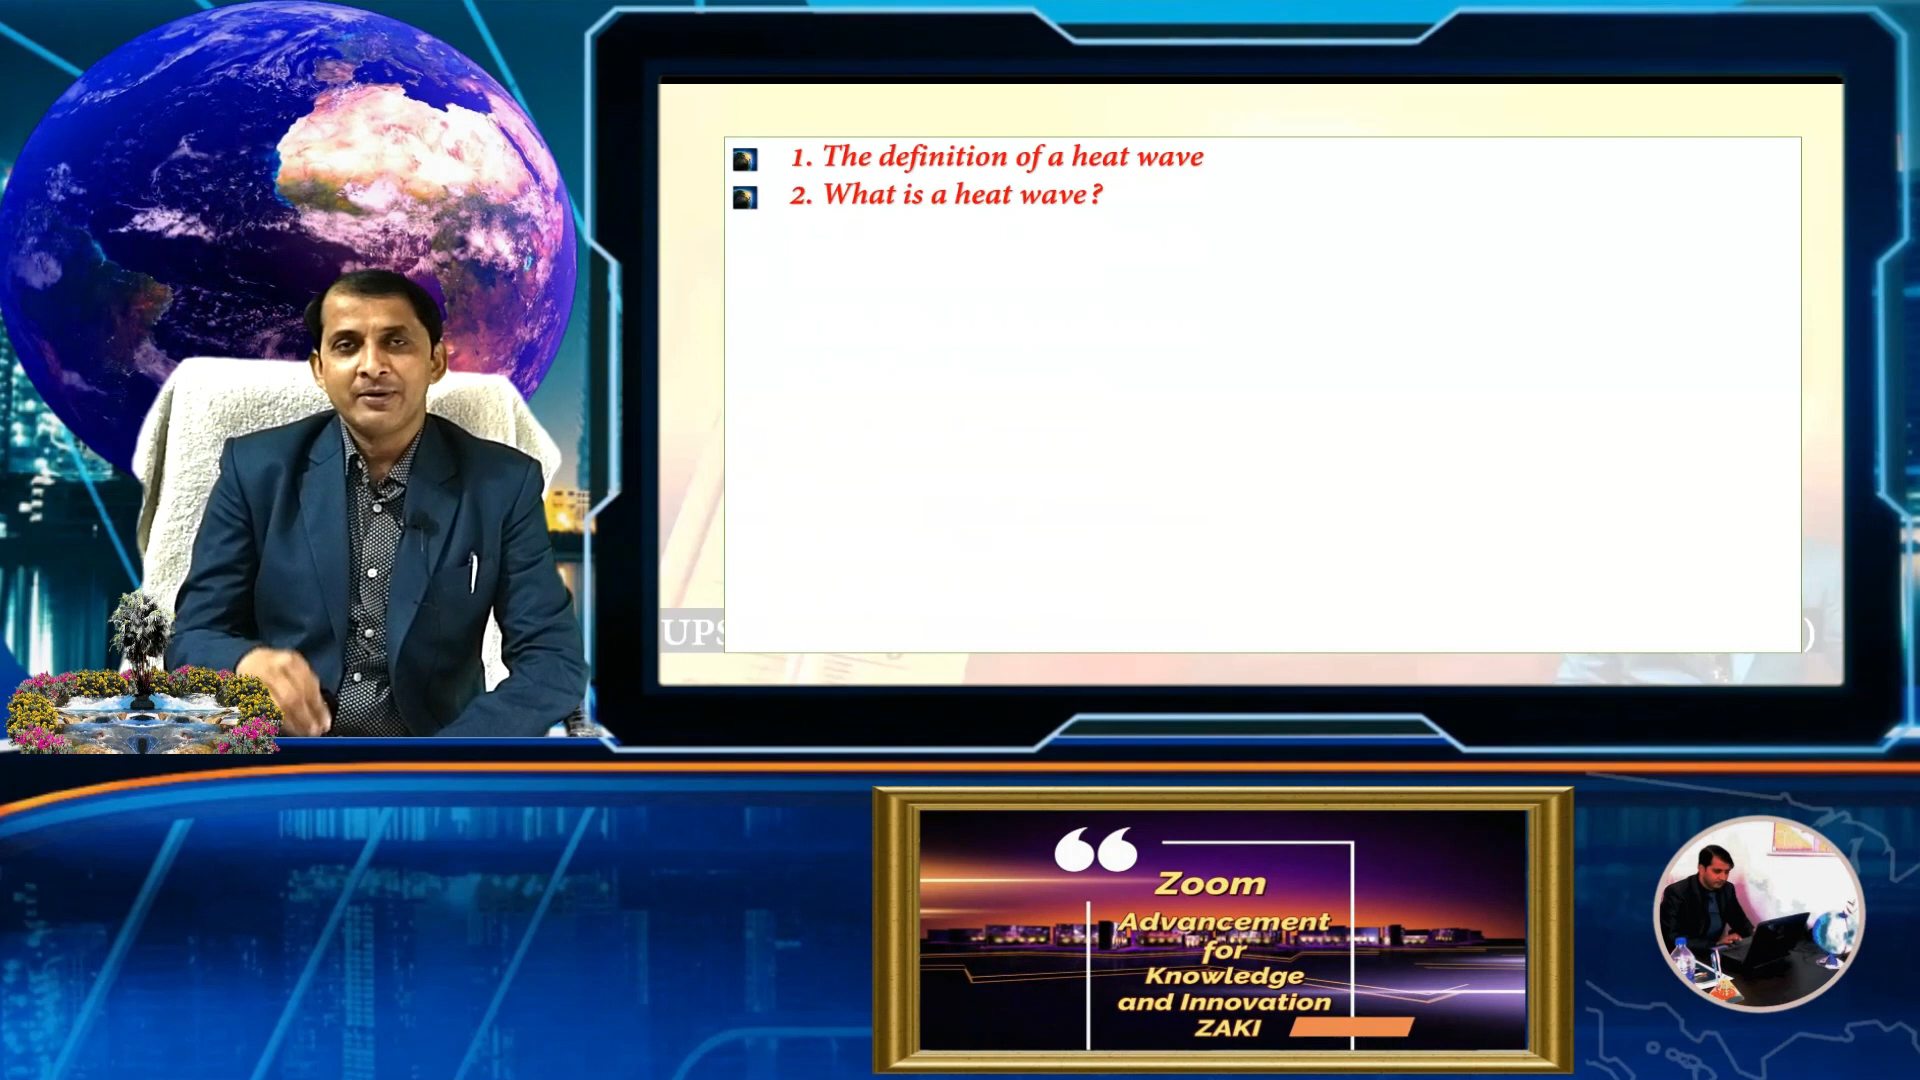 1. The definition of a heat wave
2. What is a heat wave?
UPS
)
Zoom
Advancement
for
Knowledge
and Innovation
ZAKI